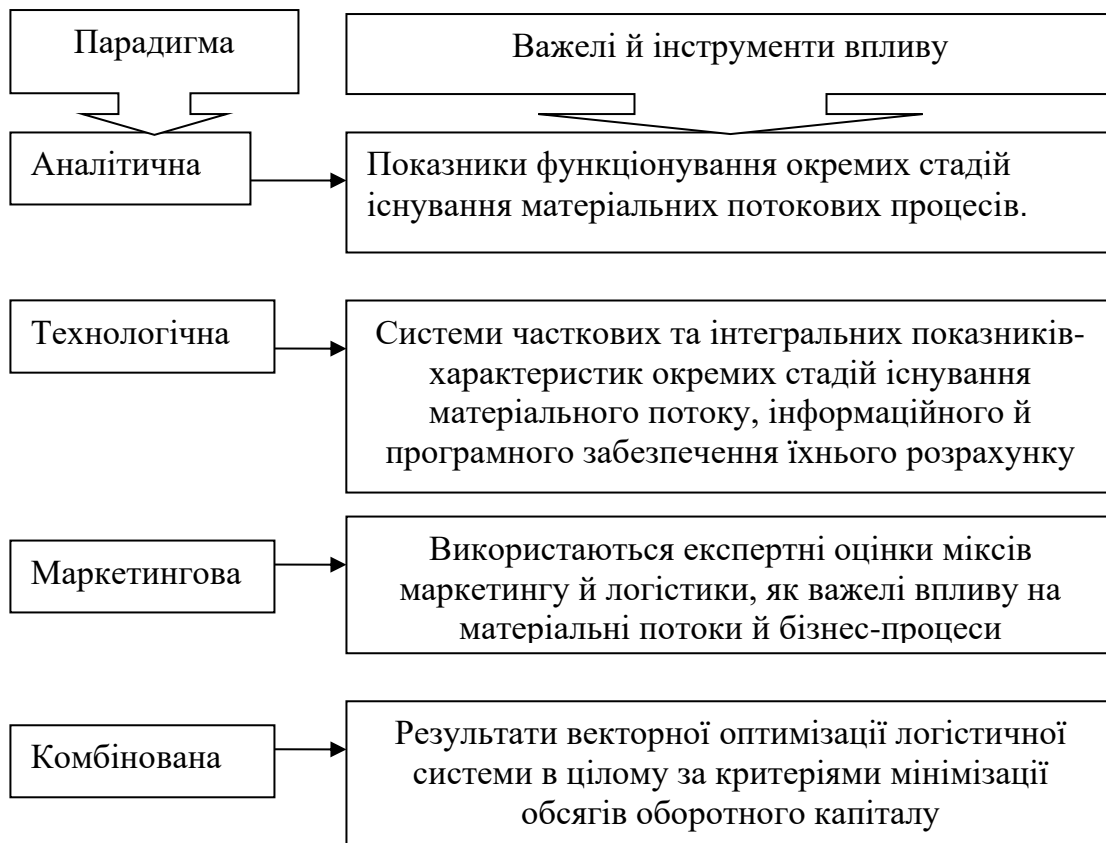 Парадигма
Важелі й інструменти впливу
Аналітична
Показники функціонування окремих стадій
існування матеріальних потокових процесів.
Технологічна
Системи часткових та інтегральних показників-
характеристик окремих стадій існування
матеріального потоку, інформаційного й
програмного забезпечення їхнього розрахунку
Маркетингова
Використаються експертні оцінки міксів
маркетингу й логістики, як важелі впливу на
матеріальні потоки й бізнес-процеси
Комбінована
Результати векторної оптимізації логістичної
системи в цілому за критеріями мінімізації
обсягів оборотного капіталу